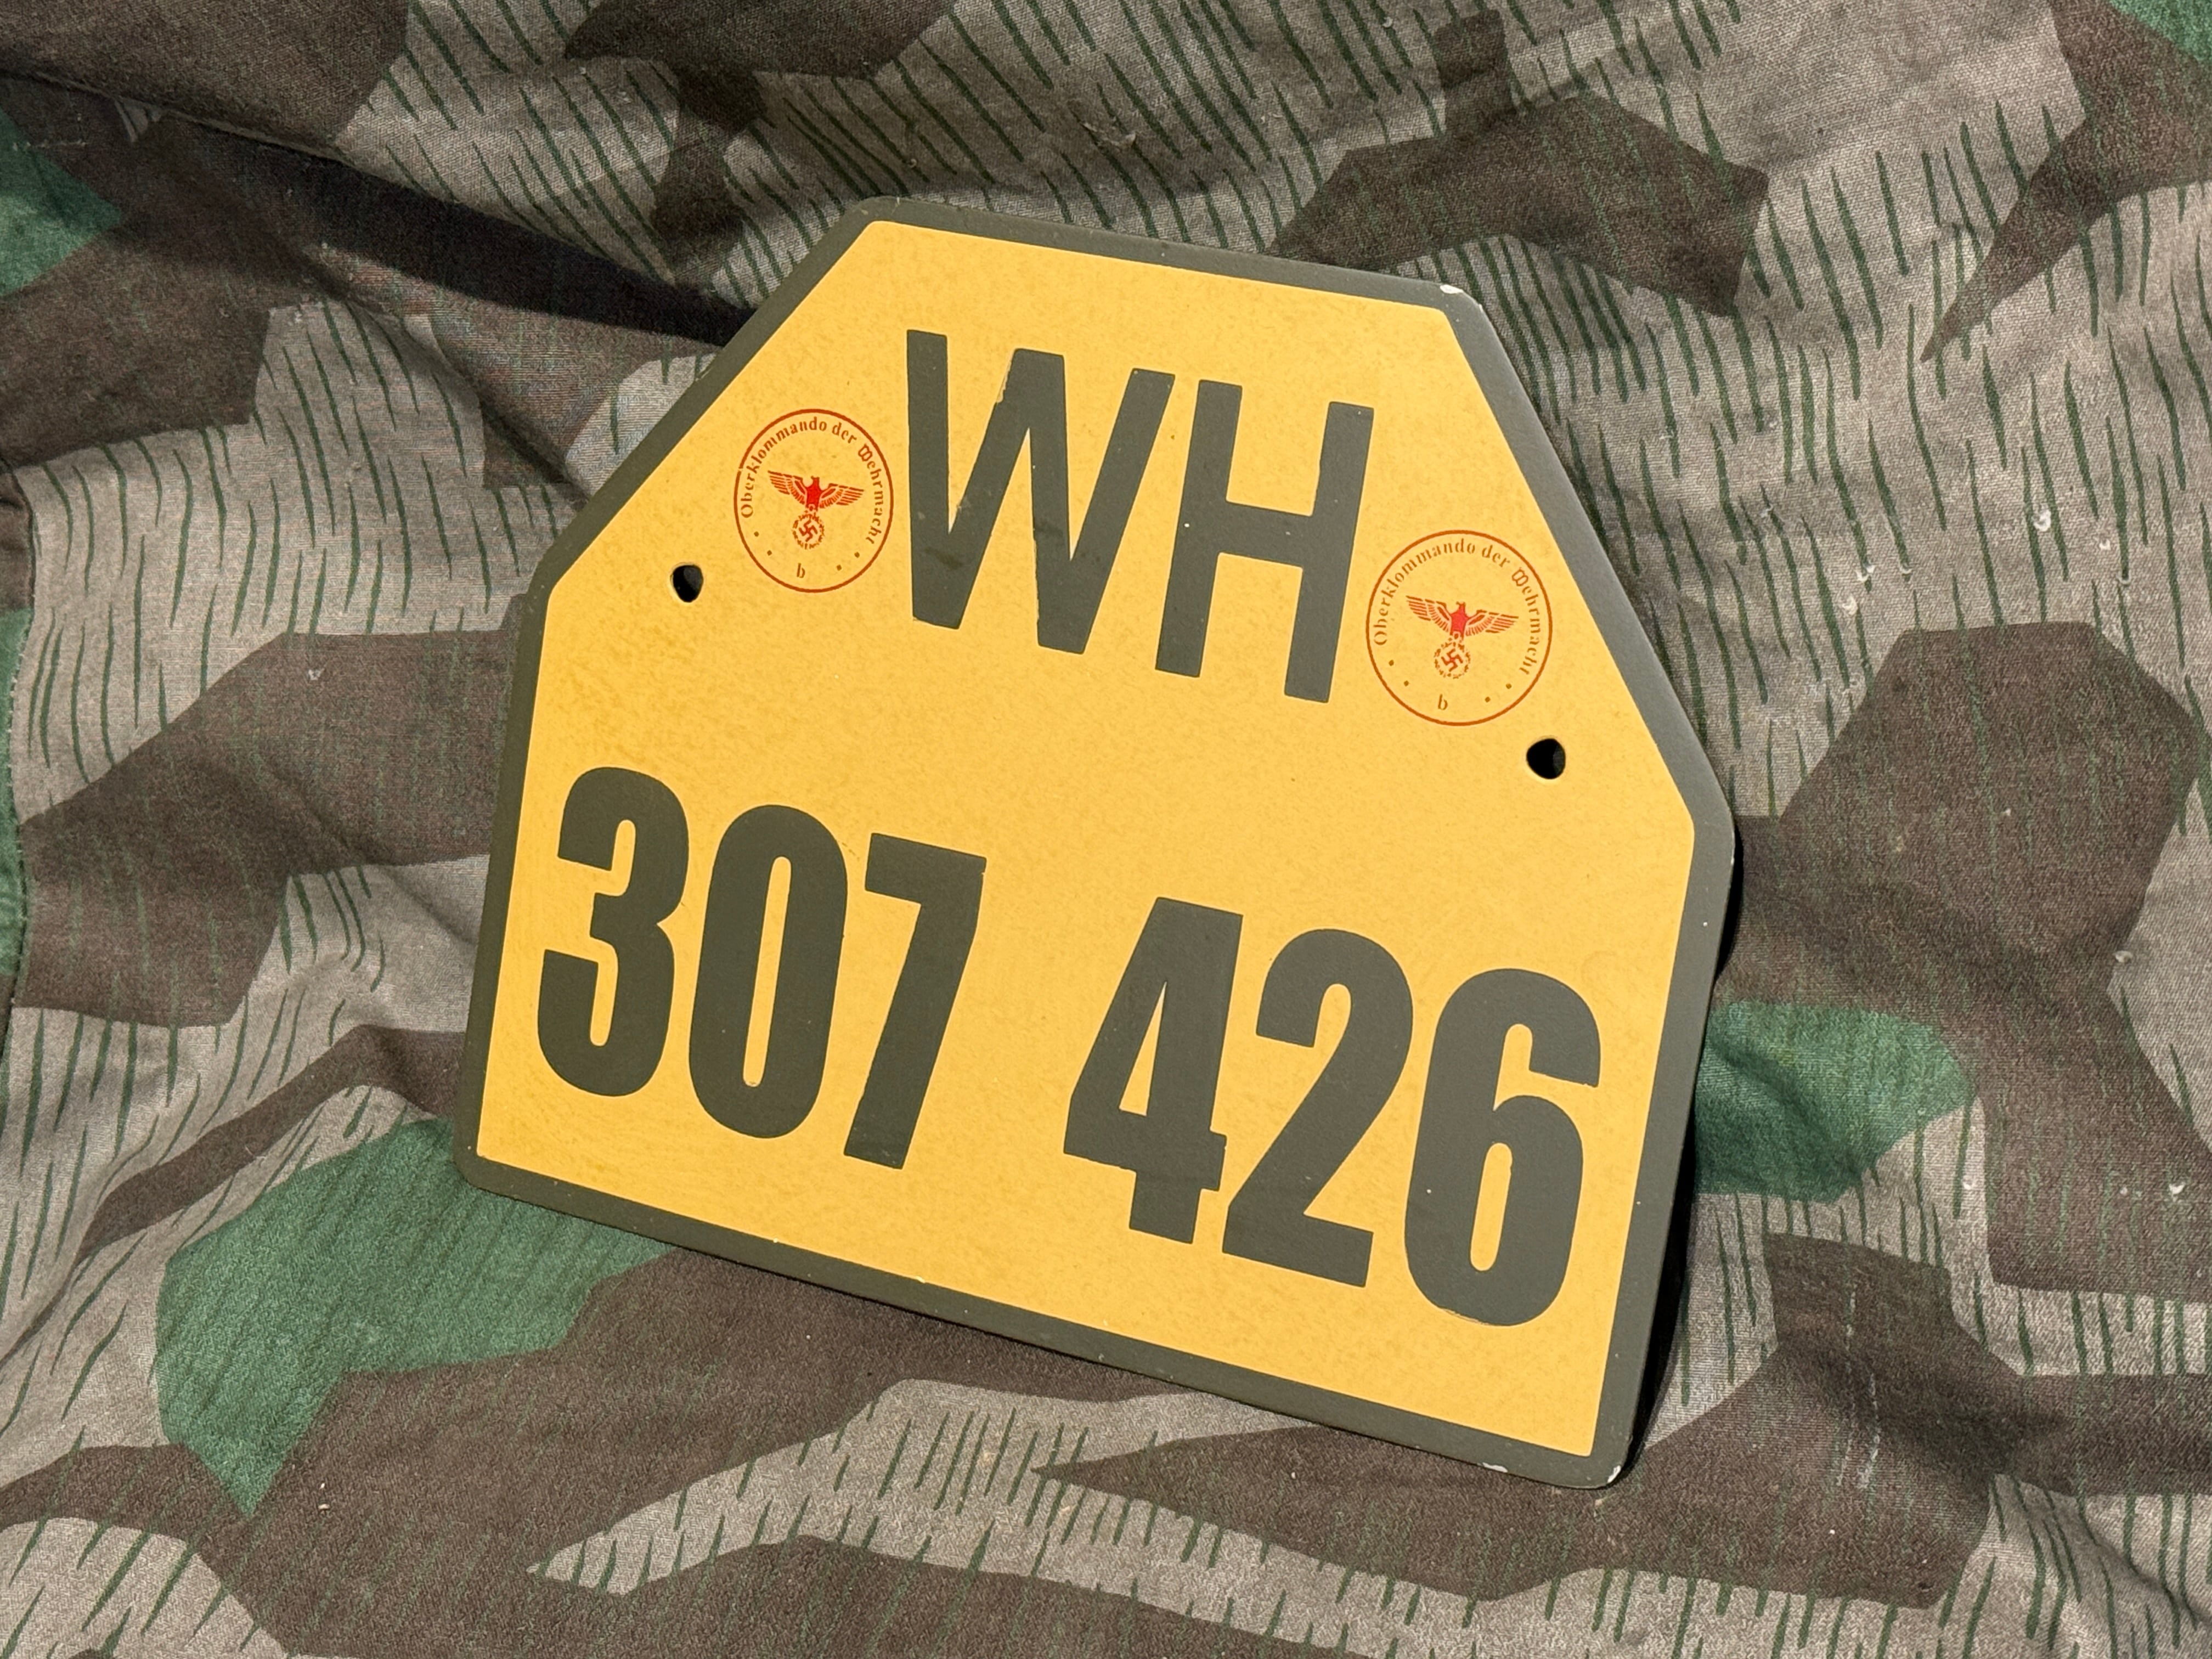 WH
Oberkommando der Wehrmacht
b
Oberkommando der Wehrmacht
b
307 426